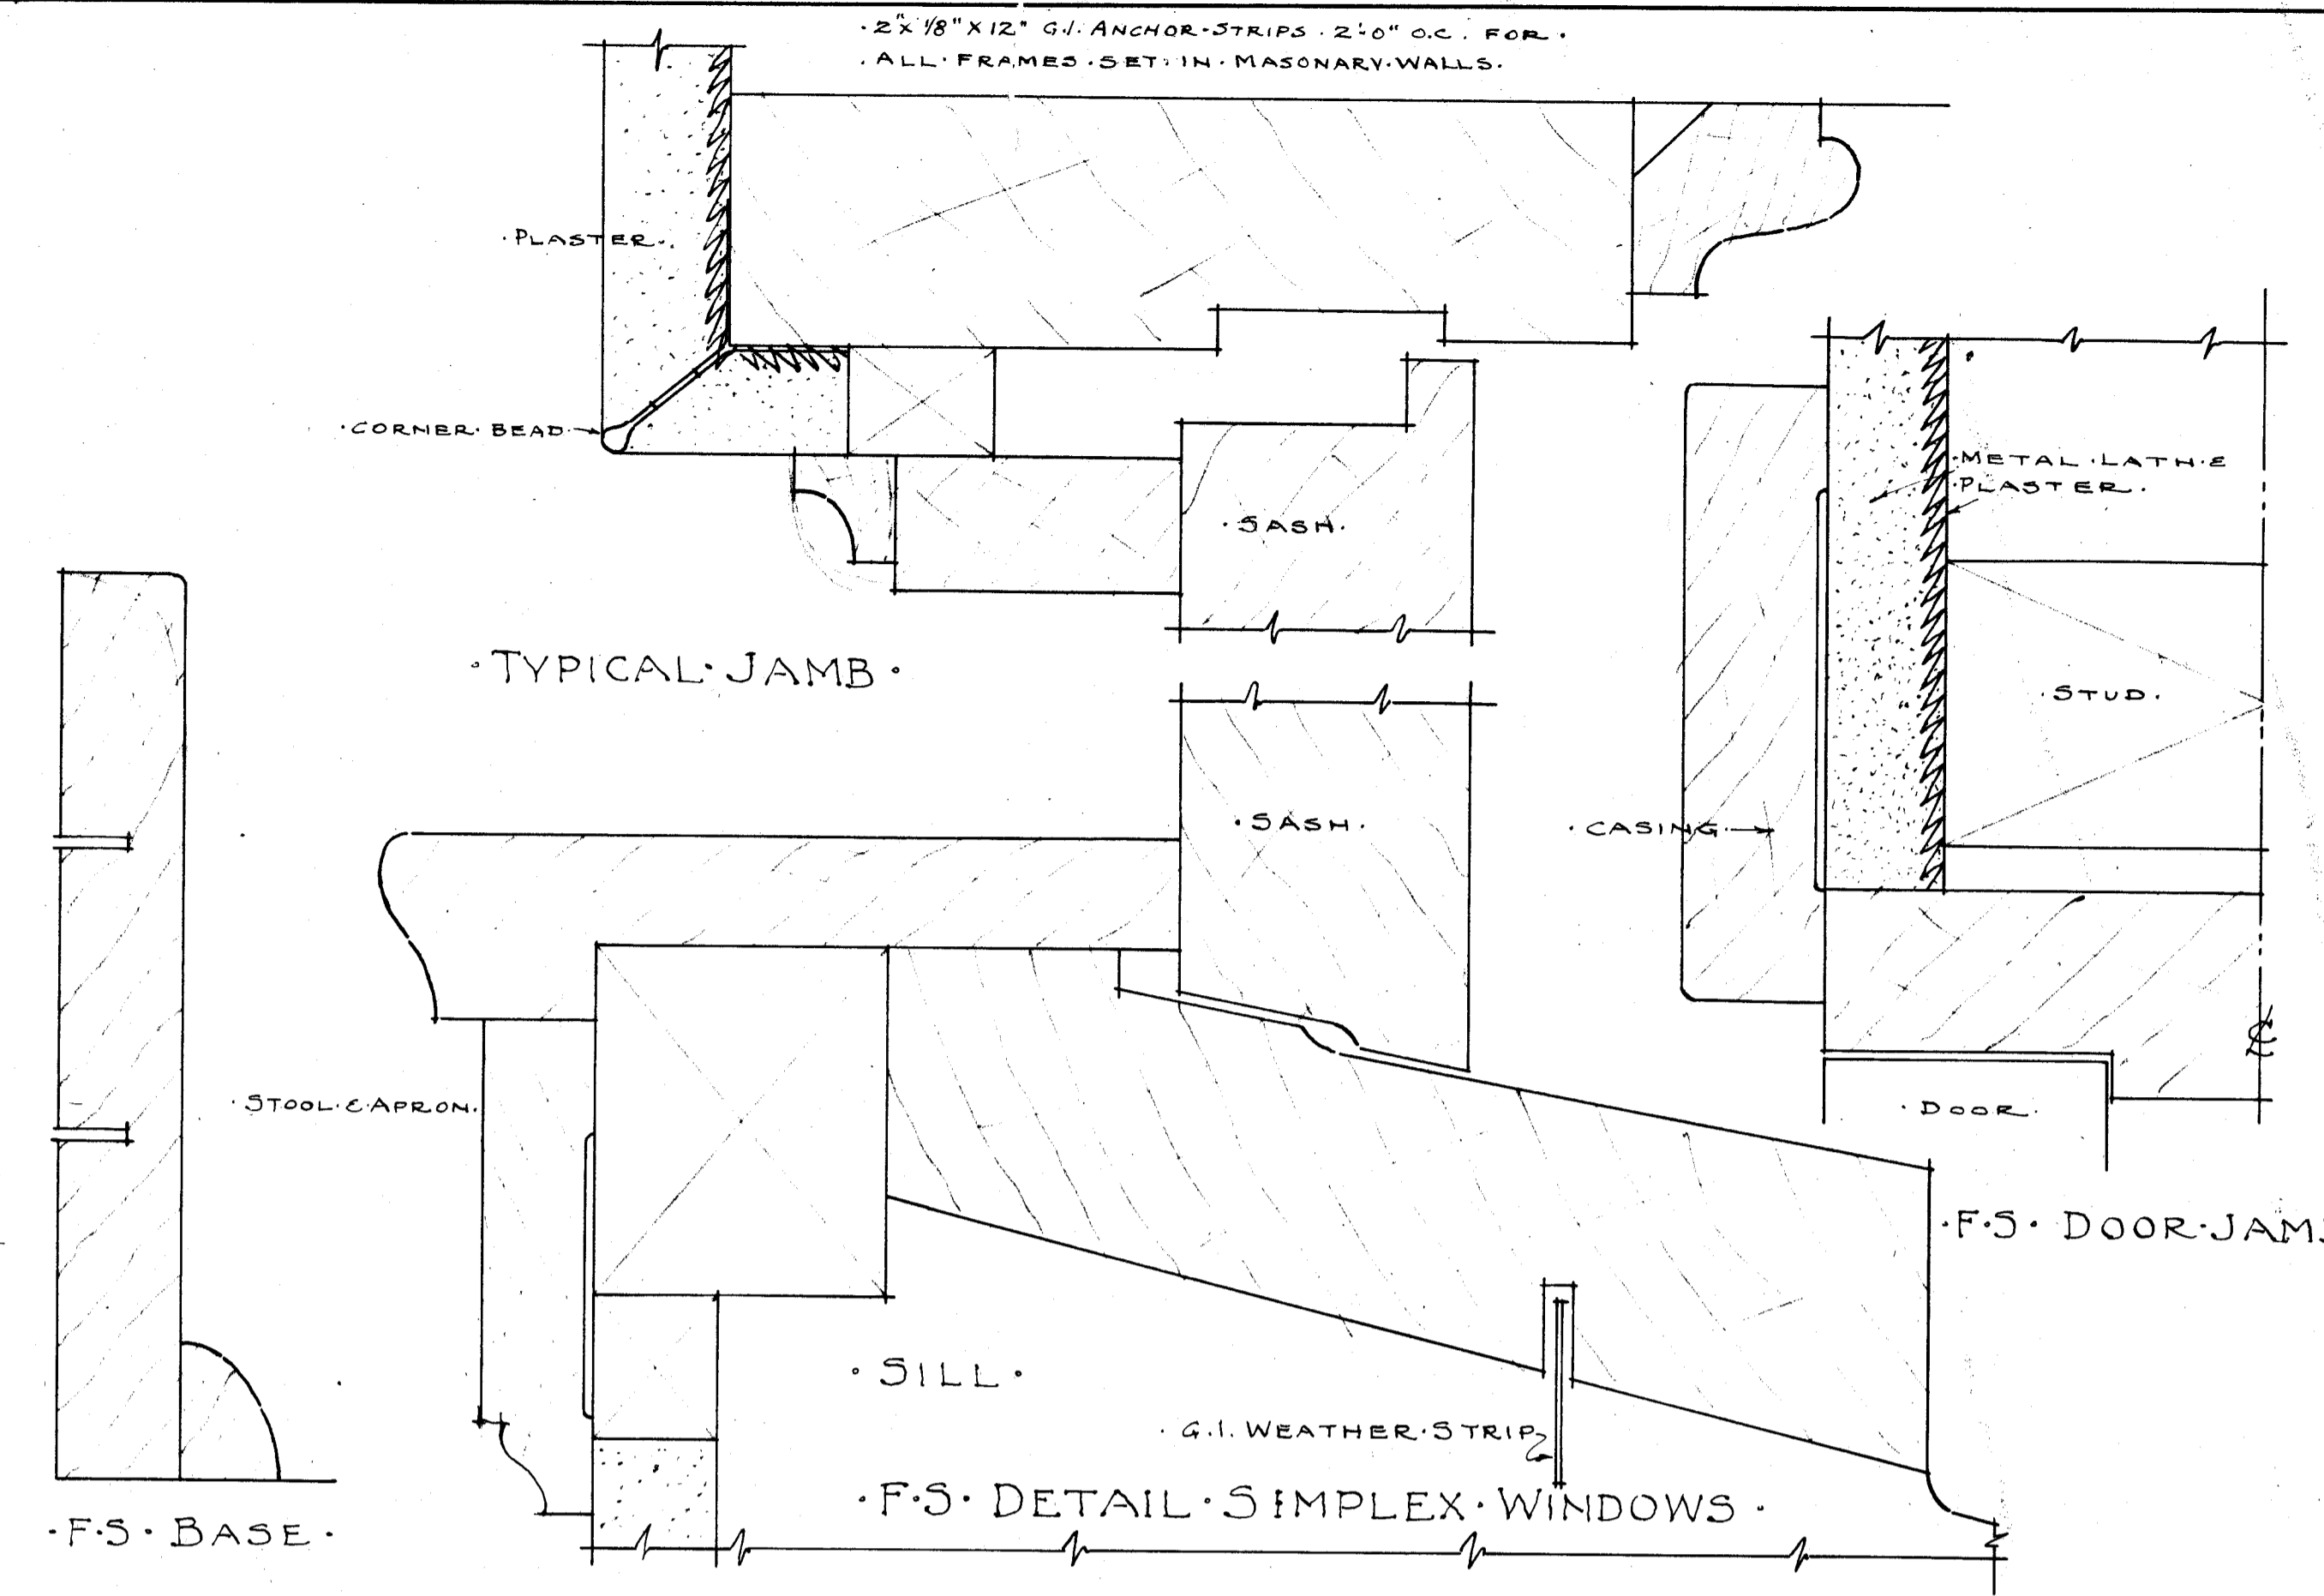 ·2"X 1/8" X 12" G.I. ANCHOR·STRIPS · 2'-0" O.C. FOR ·
· ALL · FRAMES · SET · IN · MASONARY · WALLS ·
· PLASTER ·
· CORNER · BEAD ·
· SASH ·
· METAL · LATH · &
· PLASTER ·
· TYPICAL · JAMB ·
· STUD ·
· SASH ·
· CASING ·
· STOOL · & · APRON ·
· DOOR ·
· F·S · DOOR · JAM
· SILL ·
· G.I. WEATHER · STRIP
· F·S · DETAIL · SIMPLEX · WINDOWS ·
· F·S · BASE ·